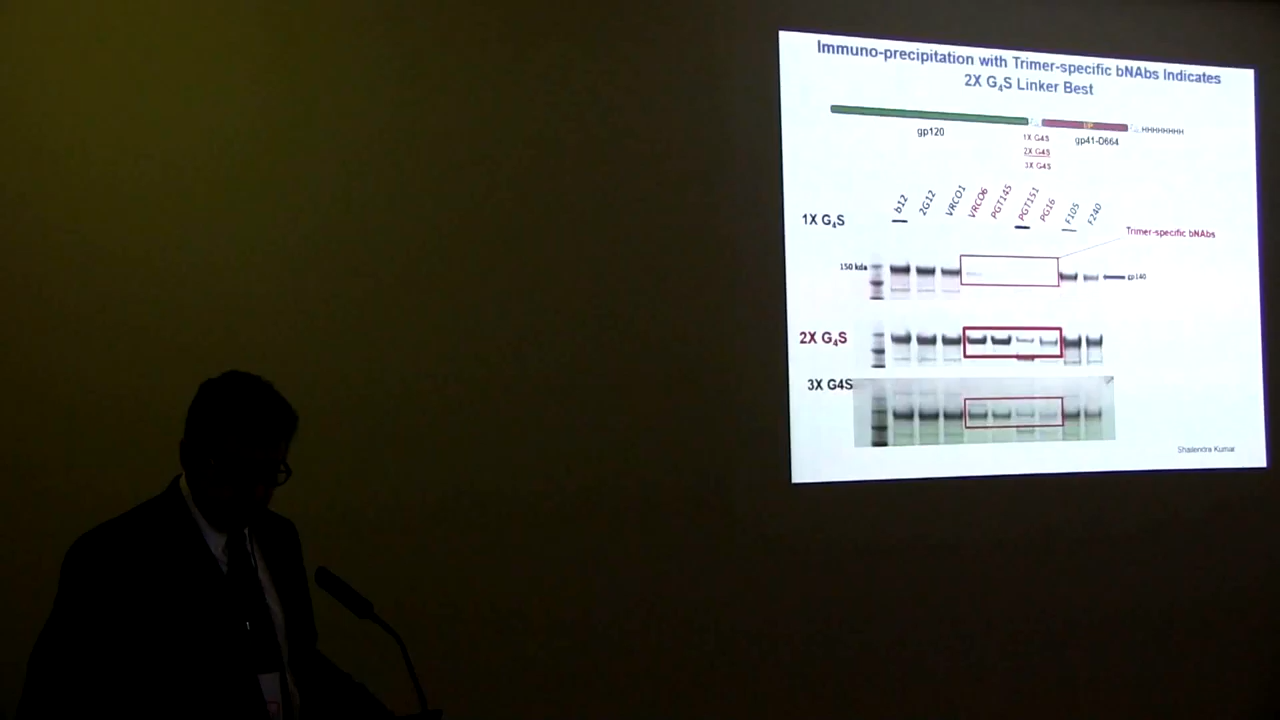 Immuno-precipitation with Trimer-specific bNAbs Indicates
2X G₄S Linker Best
gp120
1X G4S
2X G4S
3X G4S
gp41-D664
HHHHHHHH
1X G₄S
b12
2G12
VRC01
VRC06
PGT145
PGT151
PG16
F105
F240
Trimer-specific bNAbs
150 kda
gp140
2X G₄S
3X G4S
Shailendra Kumar